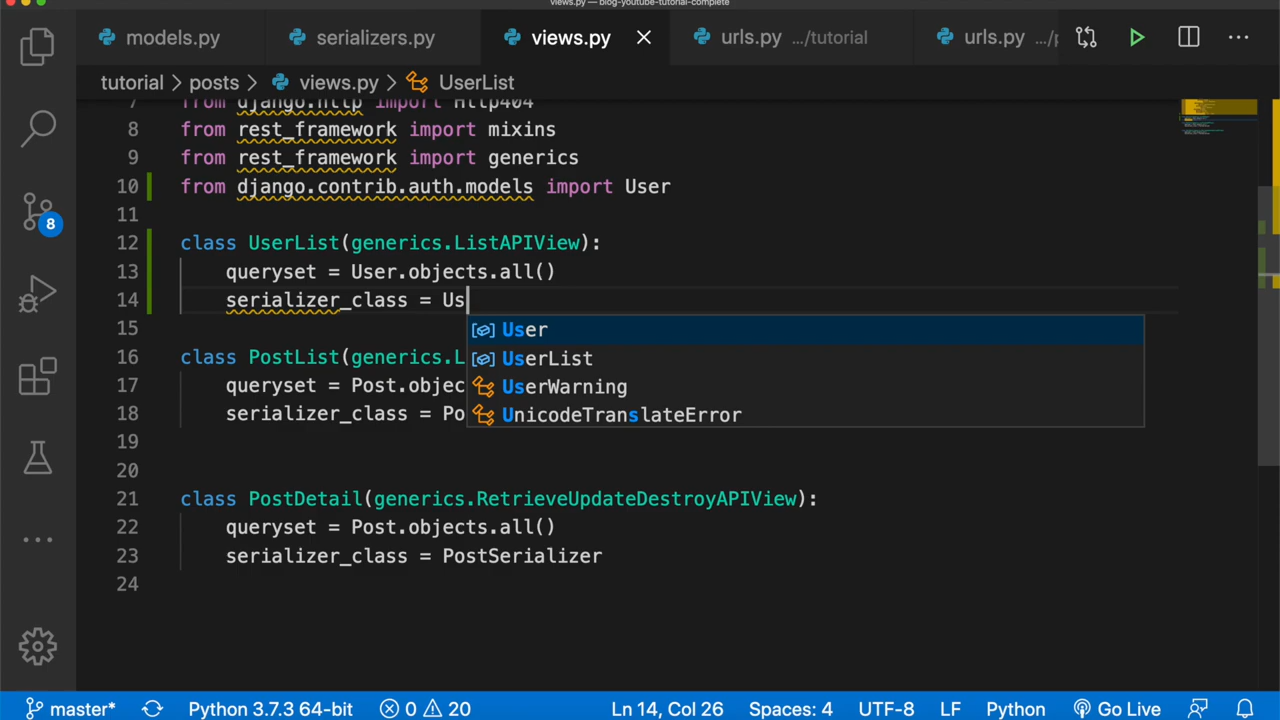 views.py — blog-youtube-tutorial-complete
models.py serializers.py views.py urls.py .../tutorial urls.py
tutorial > posts > views.py > UserList
7 from django.http import Http404
8 from rest_framework import mixins
9 from rest_framework import generics
10 from django.contrib.auth.models import User
11
12 class UserList(generics.ListAPIView):
13 queryset = User.objects.all()
14 serializer_class = Us
User
15
16 class PostList(generics.L
UserList
17 queryset = Post.objec
UserWarning
18 serializer_class = Po
UnicodeTranslateError
19
20
21 class PostDetail(generics.RetrieveUpdateDestroyAPIView):
22 queryset = Post.objects.all()
23 serializer_class = PostSerializer
24
8
master* Python 3.7.3 64-bit 0 20 Ln 14, Col 26 Spaces: 4 UTF-8 LF Python Go Live